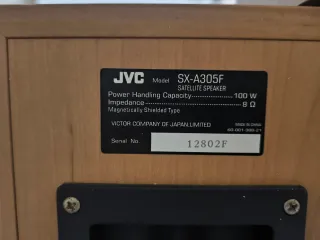 JVC Model SX-A305F
SATELLITE SPEAKER
Power Handling Capacity 100 W
Impedance 8 Ω
Magnetically Shielded Type
VICTOR COMPANY OF JAPAN, LIMITED
Serial No. 12802F